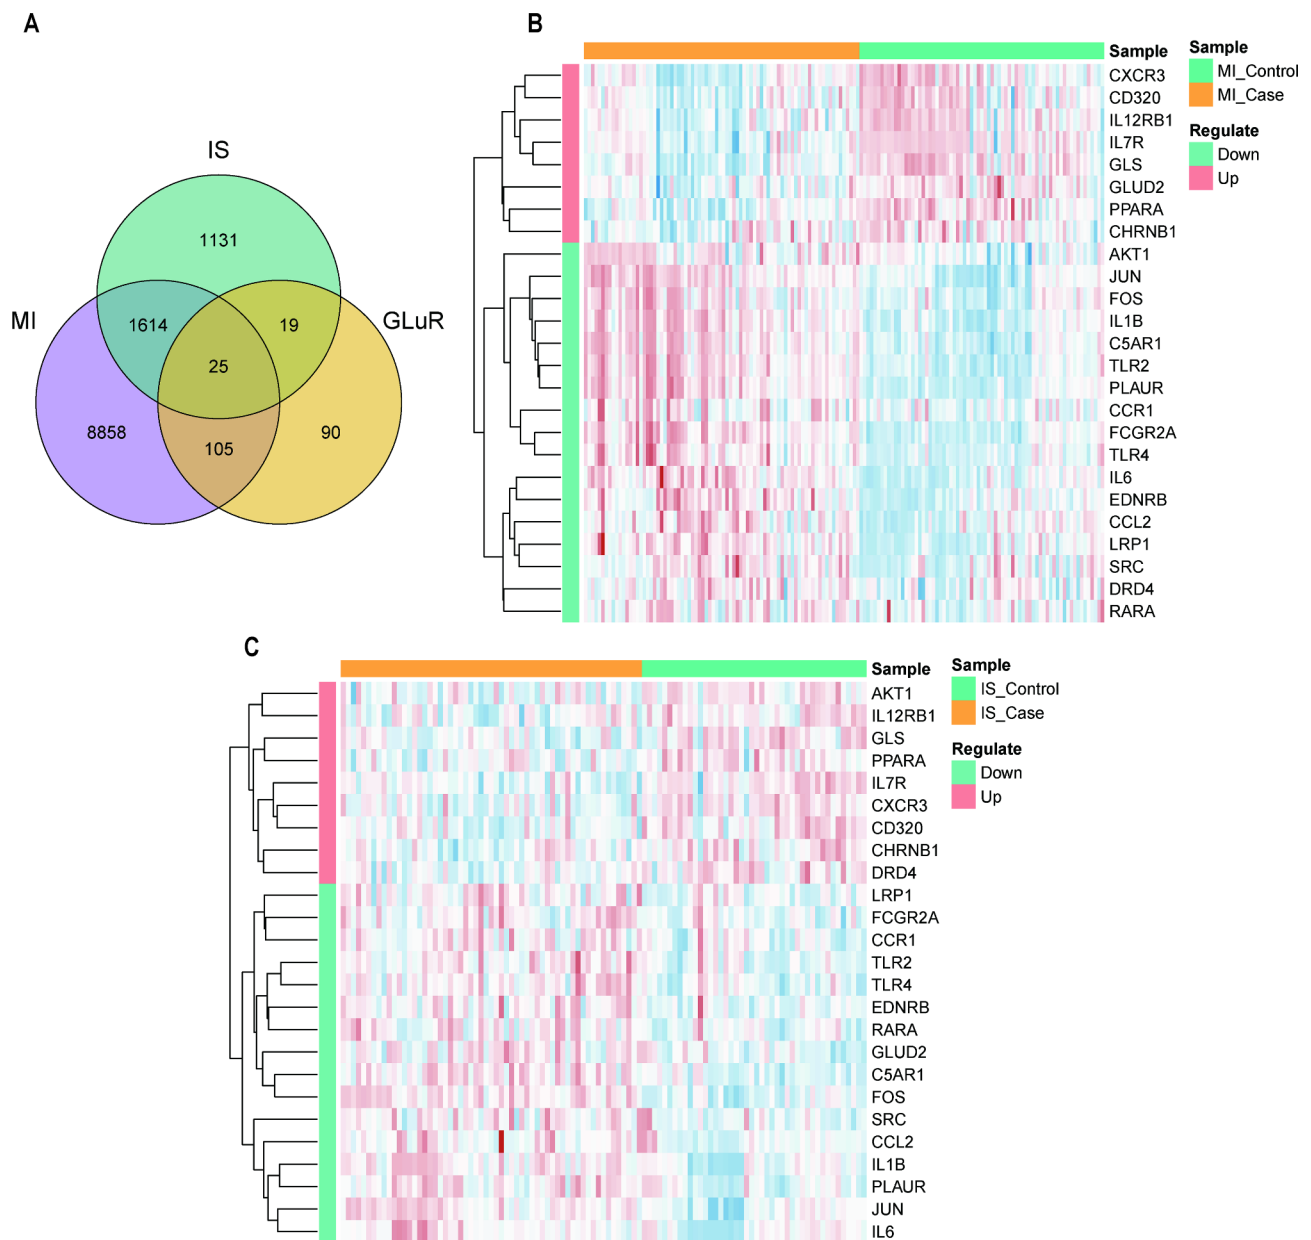 A
IS
1131
MI
1614
19
GLuR
25
8858
105
90
B
Sample
CXCR3
CD320
IL12RB1
IL7R
GLS
GLUD2
PPARA
CHRNB1
AKT1
JUN
FOS
IL1B
C5AR1
TLR2
PLAUR
CCR1
FCGR2A
TLR4
IL6
EDNRB
CCL2
LRP1
SRC
DRD4
RARA
Sample
MI_Control
MI_Case
Regulate
Down
Up
C
Sample
AKT1
IL12RB1
GLS
PPARA
IL7R
CXCR3
CD320
CHRNB1
DRD4
LRP1
FCGR2A
CCR1
TLR2
TLR4
EDNRB
RARA
GLUD2
C5AR1
FOS
SRC
CCL2
IL1B
PLAUR
JUN
IL6
Sample
IS_Control
IS_Case
Regulate
Down
Up